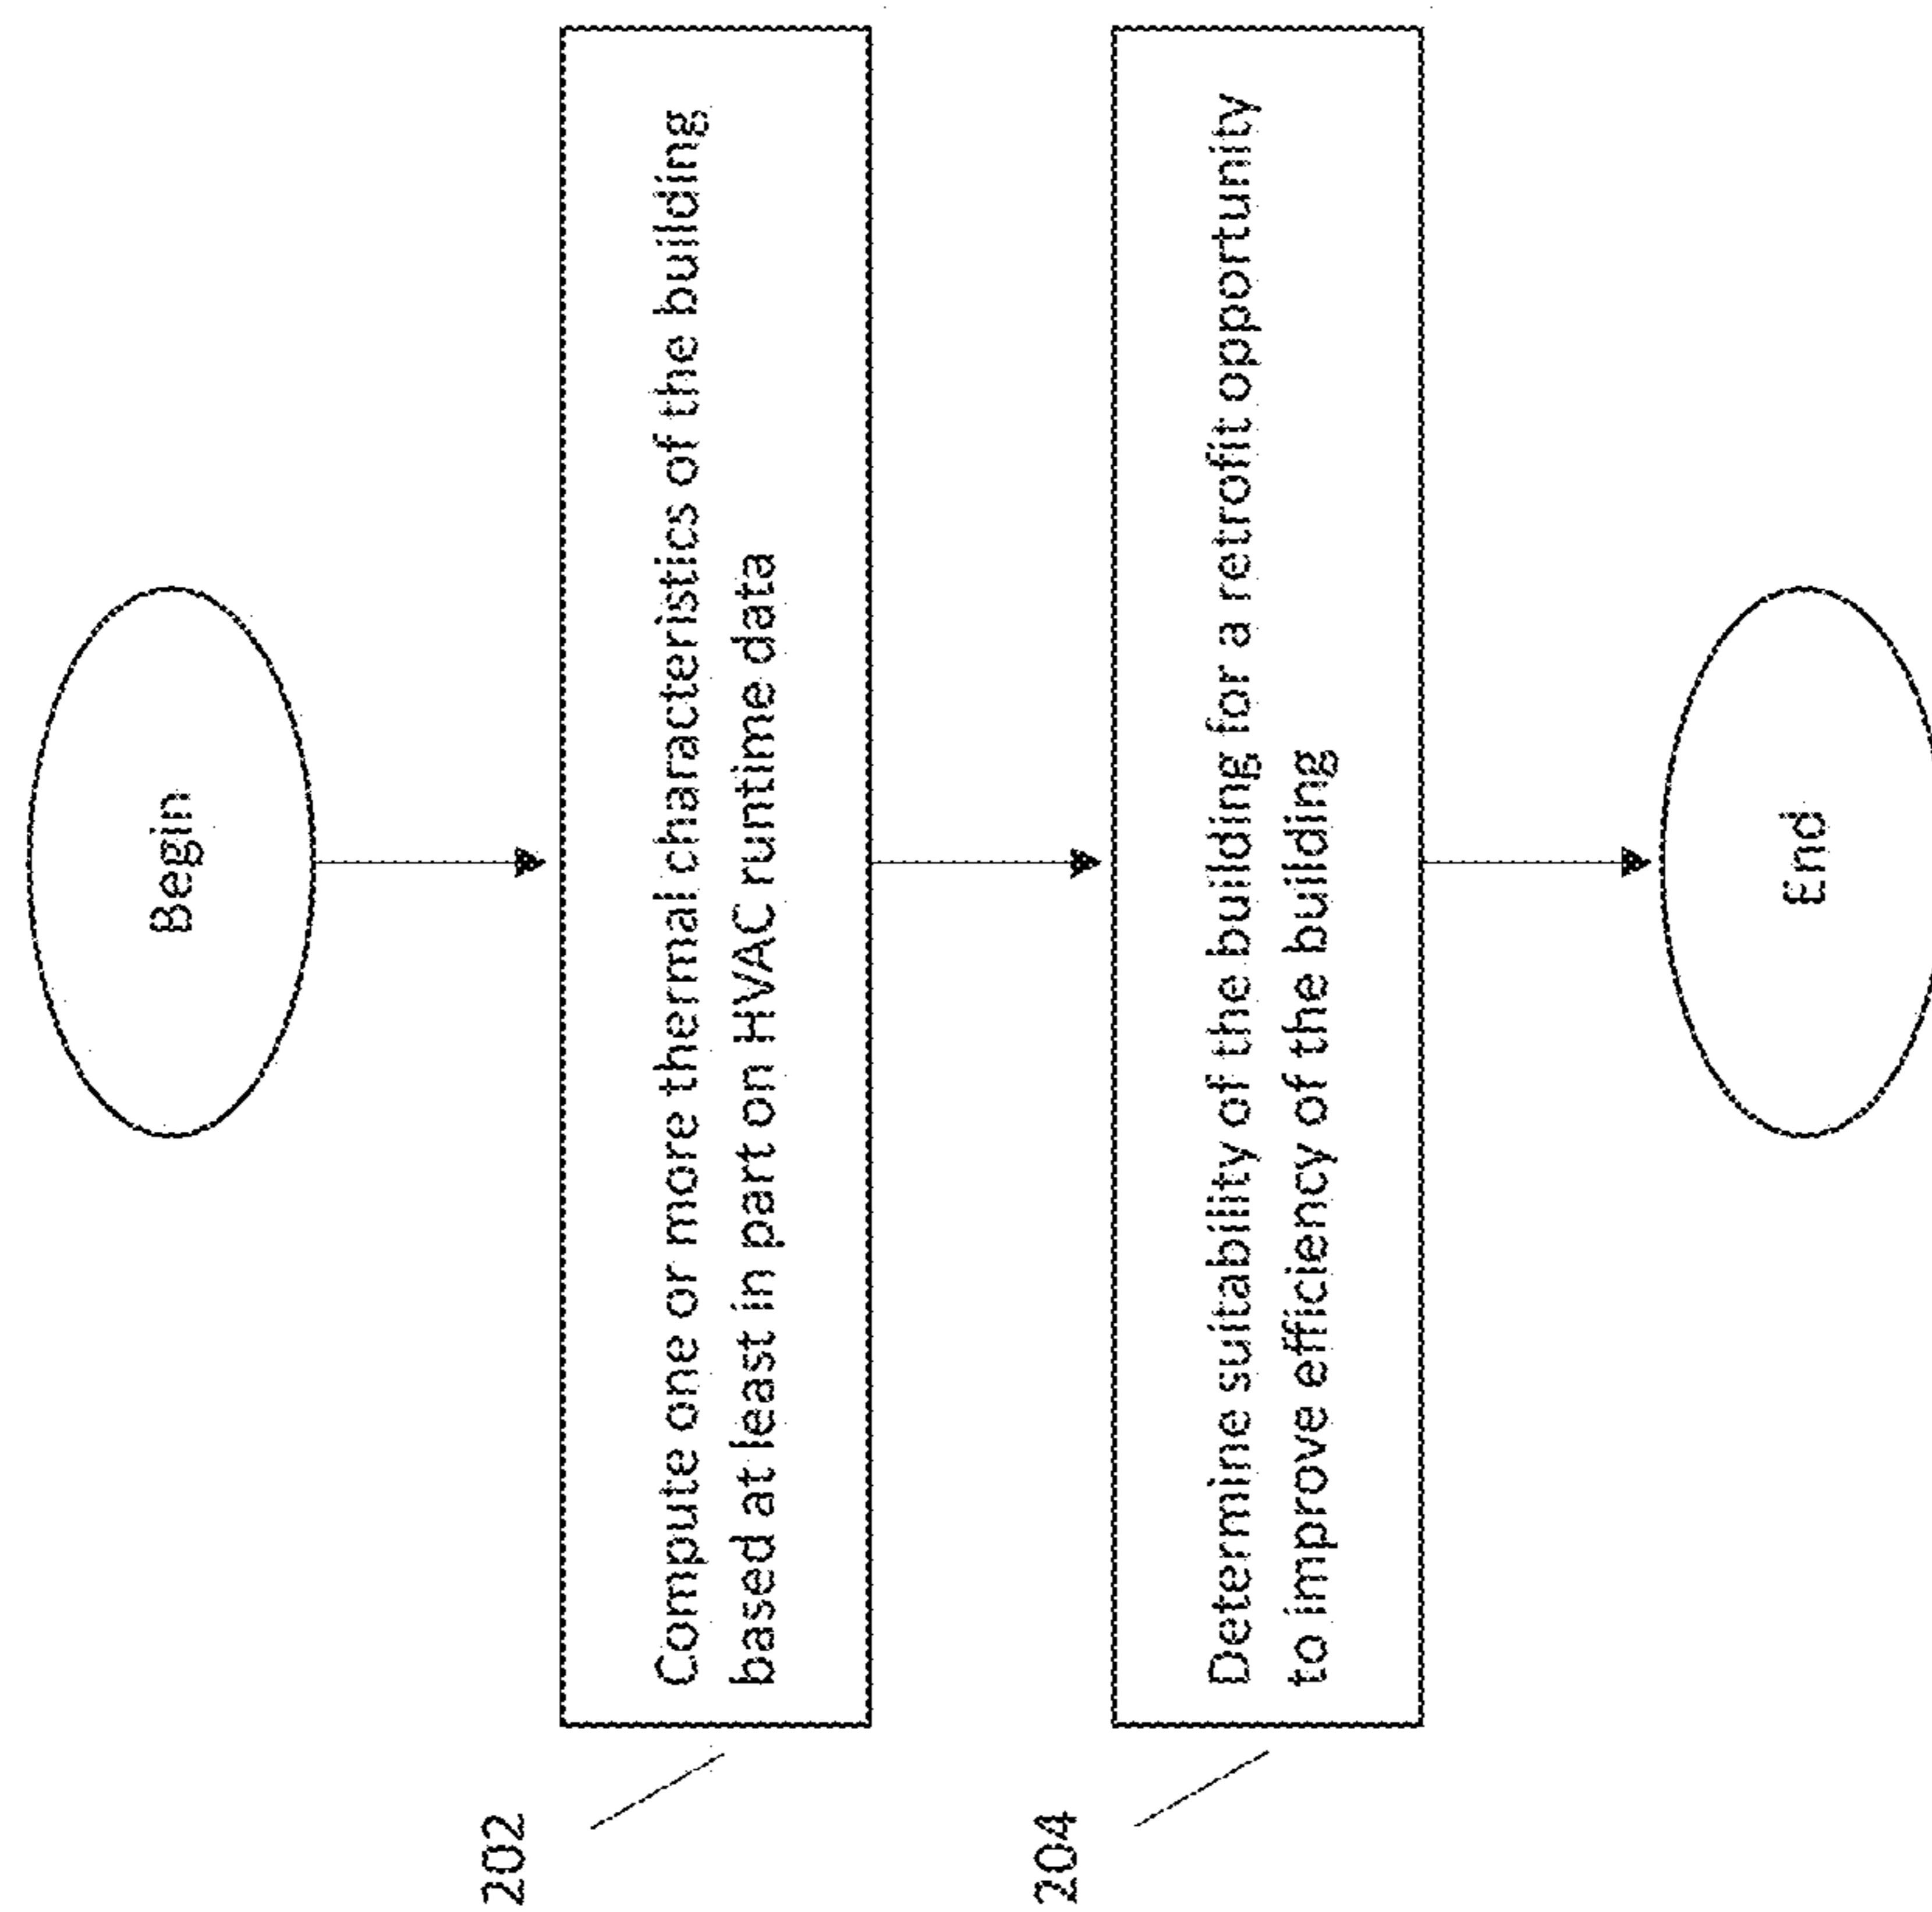 Begin
202
Compute one or more thermal characteristics of the building
based at least in part on HVAC runtime data
204
Determine suitability of the building for a retrofit opportunity
to improve efficiency of the building
End